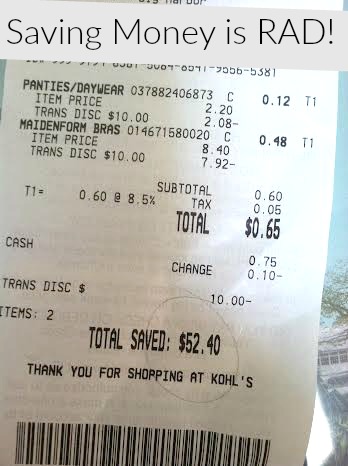 Saving Money is RAD!
PANTIES/DAYWEAR 037882406873 C 0.12 T1
ITEM PRICE 2.20
TRANS DISC $10.00 2.08-
MAIDENFORM BRAS 014671580020 C 0.48 T1
ITEM PRICE 8.40
TRANS DISC $10.00 7.92-
SUBTOTAL 0.60
T1= 0.60 @ 8.5% TAX 0.05
TOTAL $0.65
CASH 0.75
CHANGE 0.10-
TRANS DISC $ 10.00-
ITEMS: 2
TOTAL SAVED: $52.40
THANK YOU FOR SHOPPING AT KOHL'S